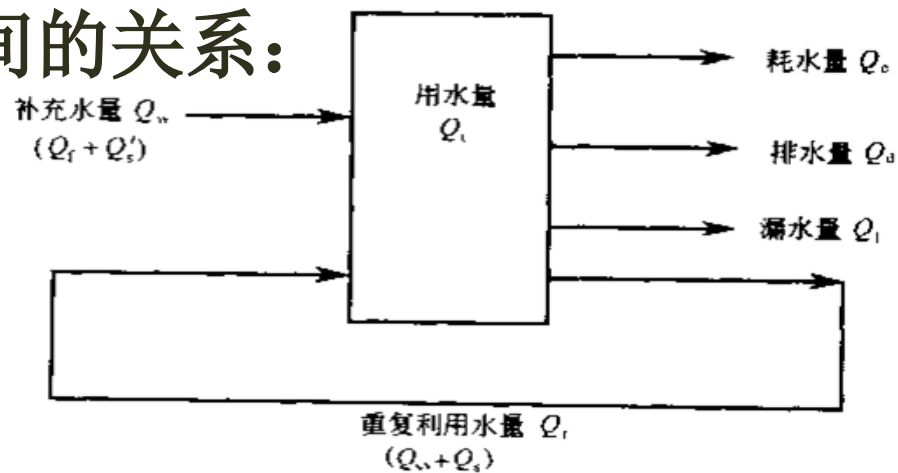 间的关系：
补充水量 Qw
(Qf + Q's)
用水量
Qt
耗水量 Qc
排水量 Qd
漏水量 Ql
重复利用水量 Qr
+Qs)